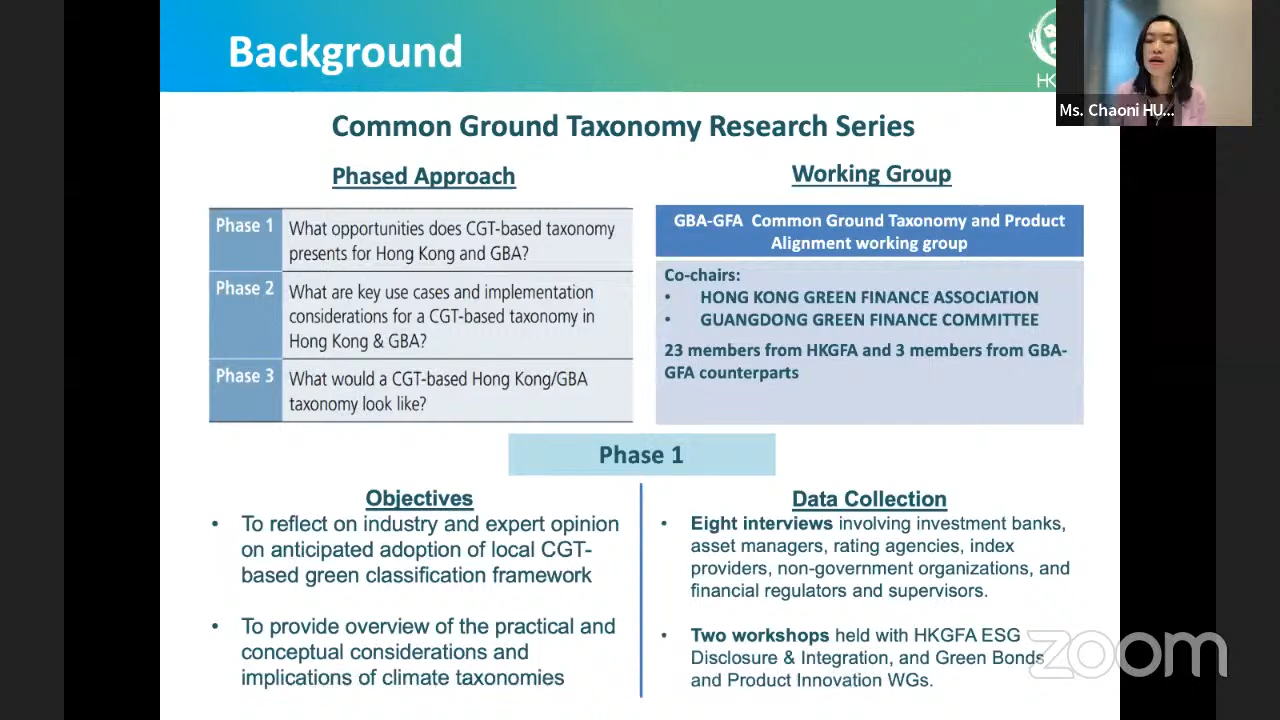 Background
HK
Ms. Chaoni HU...
Common Ground Taxonomy Research Series
Phased Approach
Phase 1
What opportunities does CGT-based taxonomy
presents for Hong Kong and GBA?
Phase 2
What are key use cases and implementation
considerations for a CGT-based taxonomy in
Hong Kong & GBA?
Phase 3
What would a CGT-based Hong Kong/GBA
taxonomy look like?
Working Group
GBA-GFA Common Ground Taxonomy and Product
Alignment working group
Co-chairs:
• HONG KONG GREEN FINANCE ASSOCIATION
• GUANGDONG GREEN FINANCE COMMITTEE
23 members from HKGFA and 3 members from GBA-
GFA counterparts
Phase 1
Objectives
• To reflect on industry and expert opinion
on anticipated adoption of local CGT-
based green classification framework
• To provide overview of the practical and
conceptual considerations and
implications of climate taxonomies
Data Collection
• Eight interviews involving investment banks,
asset managers, rating agencies, index
providers, non-government organizations, and
financial regulators and supervisors.
• Two workshops held with HKGFA ESG
Disclosure & Integration, and Green Bonds
and Product Innovation WGs.
zoom